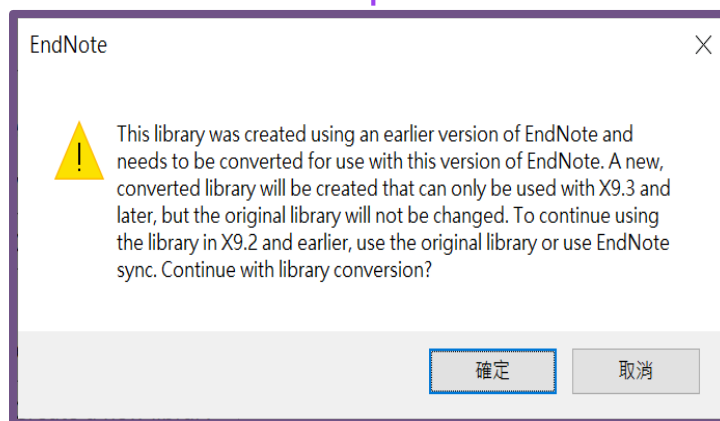 EndNote
This library was created using an earlier version of EndNote and
needs to be converted for use with this version of EndNote. A new,
converted library will be created that can only be used with X9.3 and
later, but the original library will not be changed. To continue using
the library in X9.2 and earlier, use the original library or use EndNote
sync. Continue with library conversion?
確定
取消